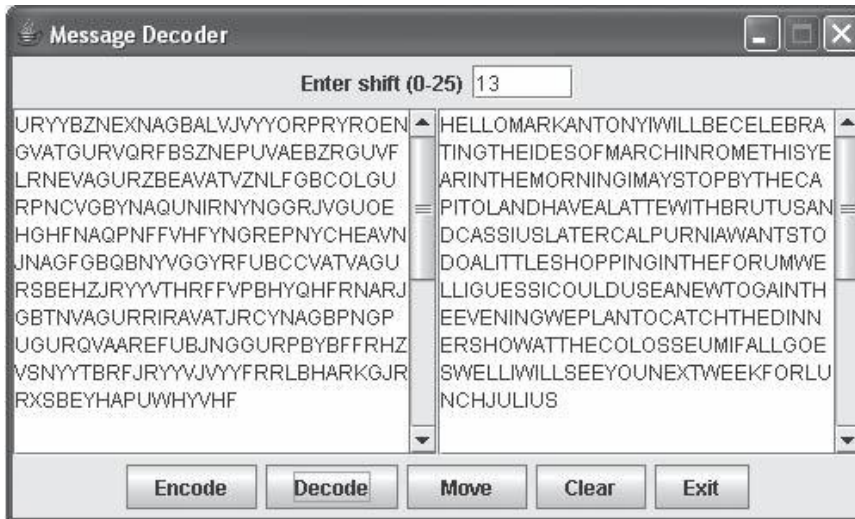 Message Decoder
Enter shift (0-25) 13
URYYBZNEXNAGBALVJVYYORPRYROEN
GVATGURVQRFBSZNEPUVAEBZRGUVF
LRNEVAGURZBEAVATVZNLFGBCOLGU
RPNCVGBYNAQUNIRNYNGGRJVGUOE
HGHFNAQPNFFVHFYNGREPNYCHEAVN
JNAGFGBQBNYVGGYRFUBCCVATVAGU
RSBEHZJRYYVTHRFFVPBHYQHFRNARJ
GBTNVAGURRIRAVATJRCYNAGBPNGP
UGURQVAAREFUBJNGGURPBYBFFRHZ
VSNYYTBRFJRYYVJVYYFRRLBHARKGJR
RXSBEYHAPUWHYVHF
HELLOMARKANTONYIWILLBECELEBRA
TINGTHEIDESOFMARCHINROMETHISYE
ARINTHEMORNINGIMAYSTOPBYTHECA
PITOLANDHAVEALATTEWITHBRUTUSAN
DCASSIUSLATERCALPURNIAWANTSTO
DOALITTLESHOPPINGINTHEFORUMWE
LLIGUESSICOULDUSEANEWTOGAINTH
EEVENINGWEPLANTOCATCHTHEDINN
ERSHOWATTHECOLOSSEUMIFALLGOE
SWELLIWILLSEEYOUNEXTWEEKFORLU
NCHJULIUS
Encode Decode Move Clear Exit